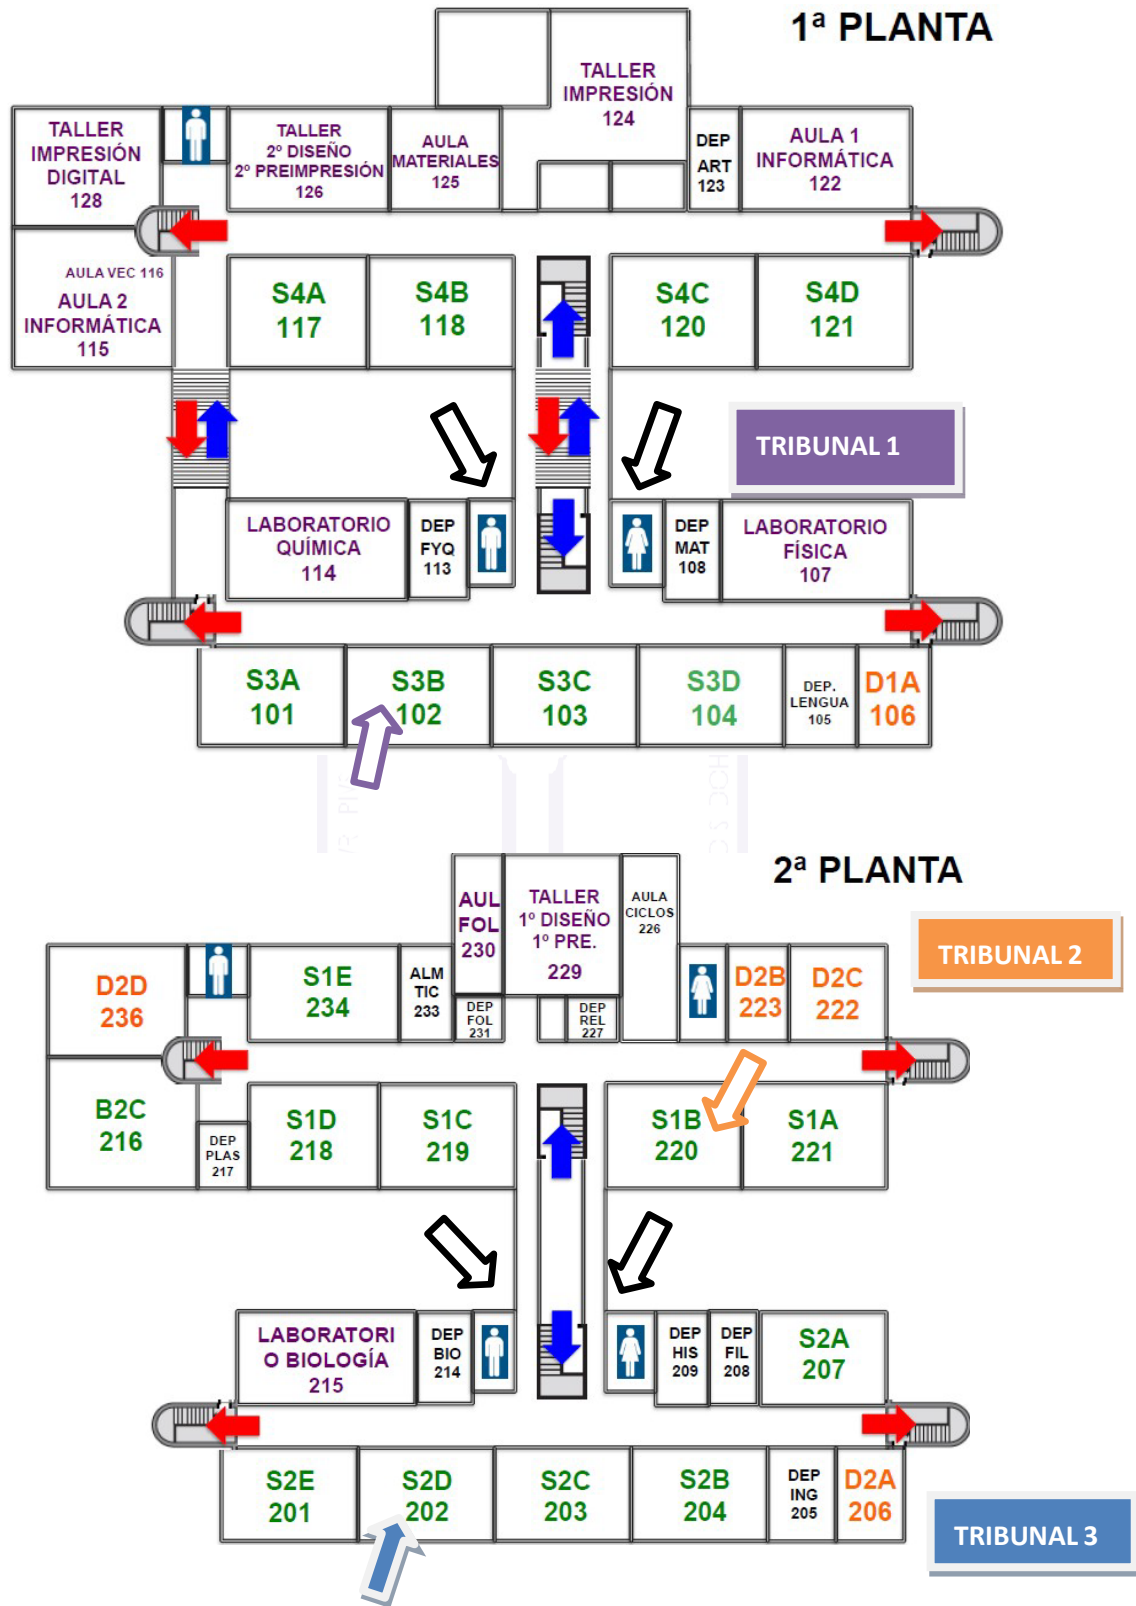 1ª PLANTA
TALLER
IMPRESIÓN
124
TALLER
IMPRESIÓN
DIGITAL
128
TALLER
2º DISEÑO
2º PREIMPRESIÓN
126
AULA
MATERIALES
125
DEP
ART
123
AULA 1
INFORMÁTICA
122
AULA VEC 116
AULA 2
INFORMÁTICA
115
S4A
117
S4B
118
S4C
120
S4D
121
TRIBUNAL 1
LABORATORIO
QUÍMICA
114
DEP
FYQ
113
DEP
MAT
108
LABORATORIO
FÍSICA
107
S3A
101
S3B
102
S3C
103
S3D
104
DEP.
LENGUA
105
D1A
106
2ª PLANTA
AUL
FOL
230
TALLER
1º DISEÑO
1º PRE.
229
AULA
CICLOS
226
TRIBUNAL 2
D2D
236
S1E
234
ALM
TIC
233
DEP
FOL
231
DEP
REL
227
D2B
223
D2C
222
B2C
216
DEP
PLAS
217
S1D
218
S1C
219
S1B
220
S1A
221
LABORATORI
O BIOLOGÍA
215
DEP
BIO
214
DEP
HIS
209
DEP
FIL
208
S2A
207
S2E
201
S2D
202
S2C
203
S2B
204
DEP
ING
205
D2A
206
TRIBUNAL 3